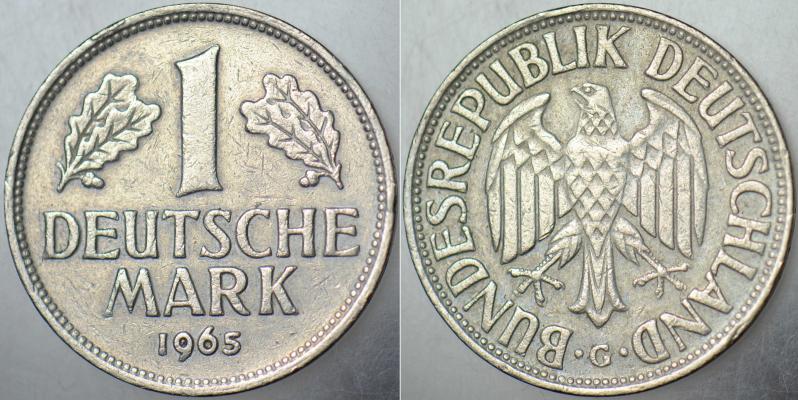 1
DEUTSCHE
MARK
1965
BUNDESREPUBLIK DEUTSCHLAND
· G ·